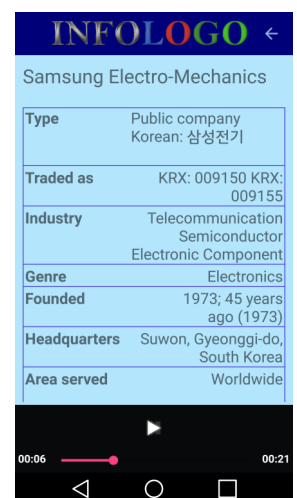 INFOLOGO
Samsung Electro-Mechanics
Type Public company
Korean: 삼성전기
Traded as KRX: 009150 KRX:
009155
Industry Telecommunication
Semiconductor
Electronic Component
Genre Electronics
Founded 1973; 45 years
ago (1973)
Headquarters Suwon, Gyeonggi-do,
South Korea
Area served Worldwide
00:06 00:21